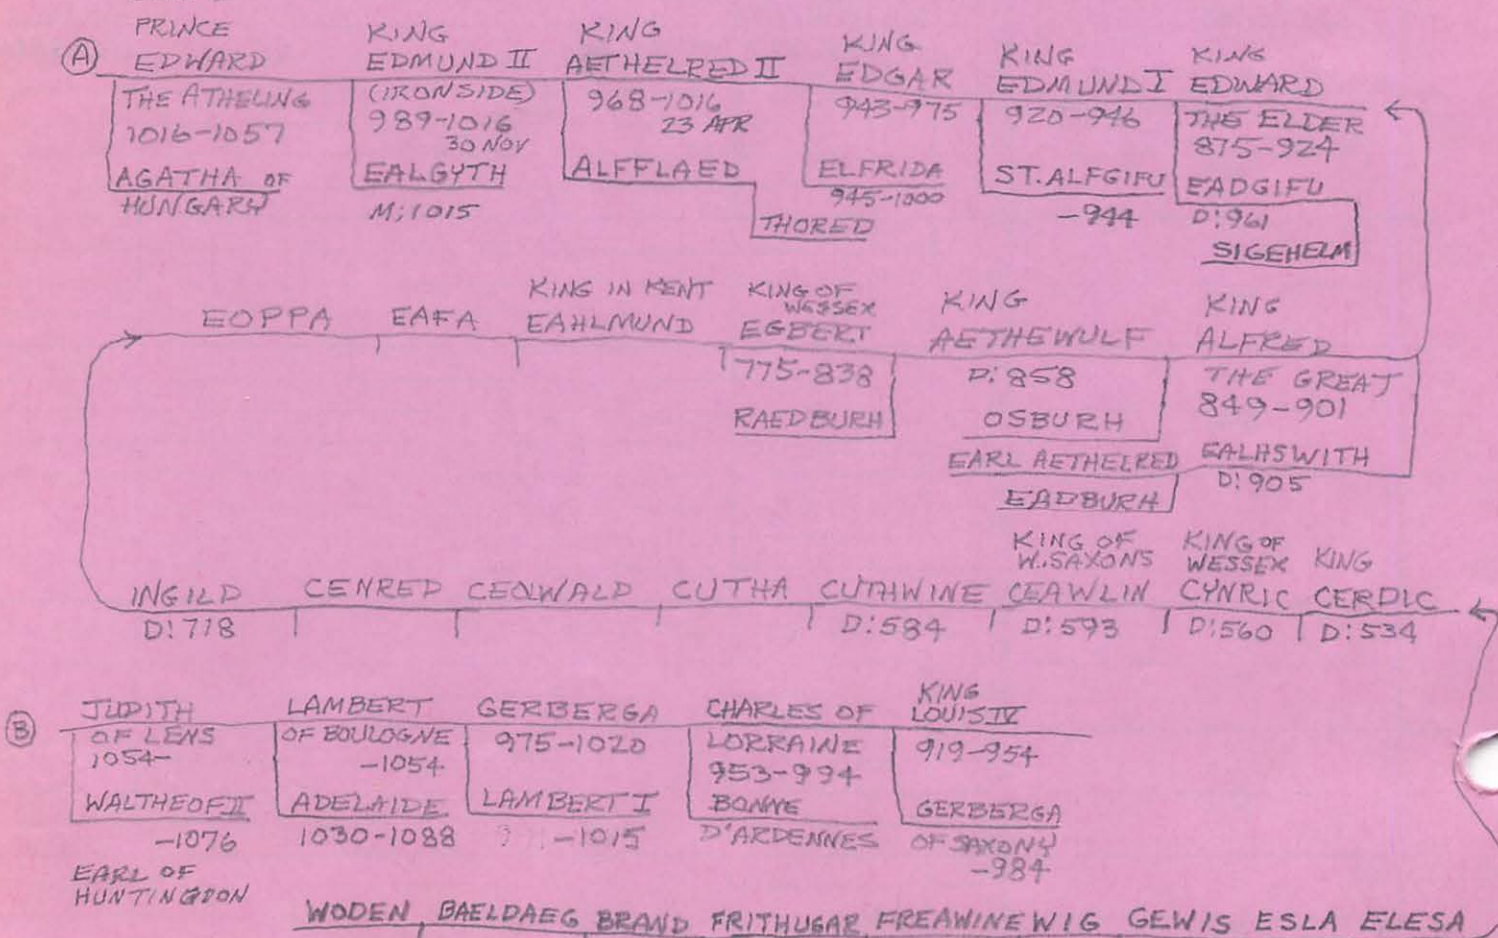 PRINCE KING KING KING KING KING
(A) EDWARD EDMUND II AETHELRED II EDGAR EDMUND I EDWARD
THE ATHELING (IRONSIDE) 968-1016 943-975 920-946 THE ELDER
1016-1057 989-1016 23 APR 875-924
30 NOV
AGATHA OF EALGYTH ALFFLAED ELFRIDA ST. ALFGIFU EADGIFU
HUNGARY M; 1015 945-1000 -944 D: 961
THORED SIGEHELM
KING IN KENT KING OF WESSEX KING KING
EOPPA EAFA EAHLMUND EGBERT AETHEWULF ALFRED
775-838 D: 858 THE GREAT
849-901
RAEDBURH OSBURH
EARL AETHELRED EALHSWITH
D: 905
EADBURH
KING OF W. SAXONS KING OF WESSEX KING
INGILD CENRED CEOLWALD CUTHA CUTHWINE CEAWLIN CYNRIC CERDIC
D: 718 D: 584 D: 593 D: 560 D: 534
KING
(B) JUDITH LAMBERT GERBERGA CHARLES OF LOUIS IV
OF LENS OF BOULOGNE 975-1020 LORRAINE 919-954
1054- -1054 953-994
WALTHEOF II ADELAIDE LAMBERT I BONNE GERBERGA
-1076 1030-1088 -1015 D'ARDENNES OF SAXONY
-984
EARL OF
HUNTINGDON
WODEN BAELDAEG BRAND FRITHUGAR FREAWINE WIG GEWIS ESLA ELESA